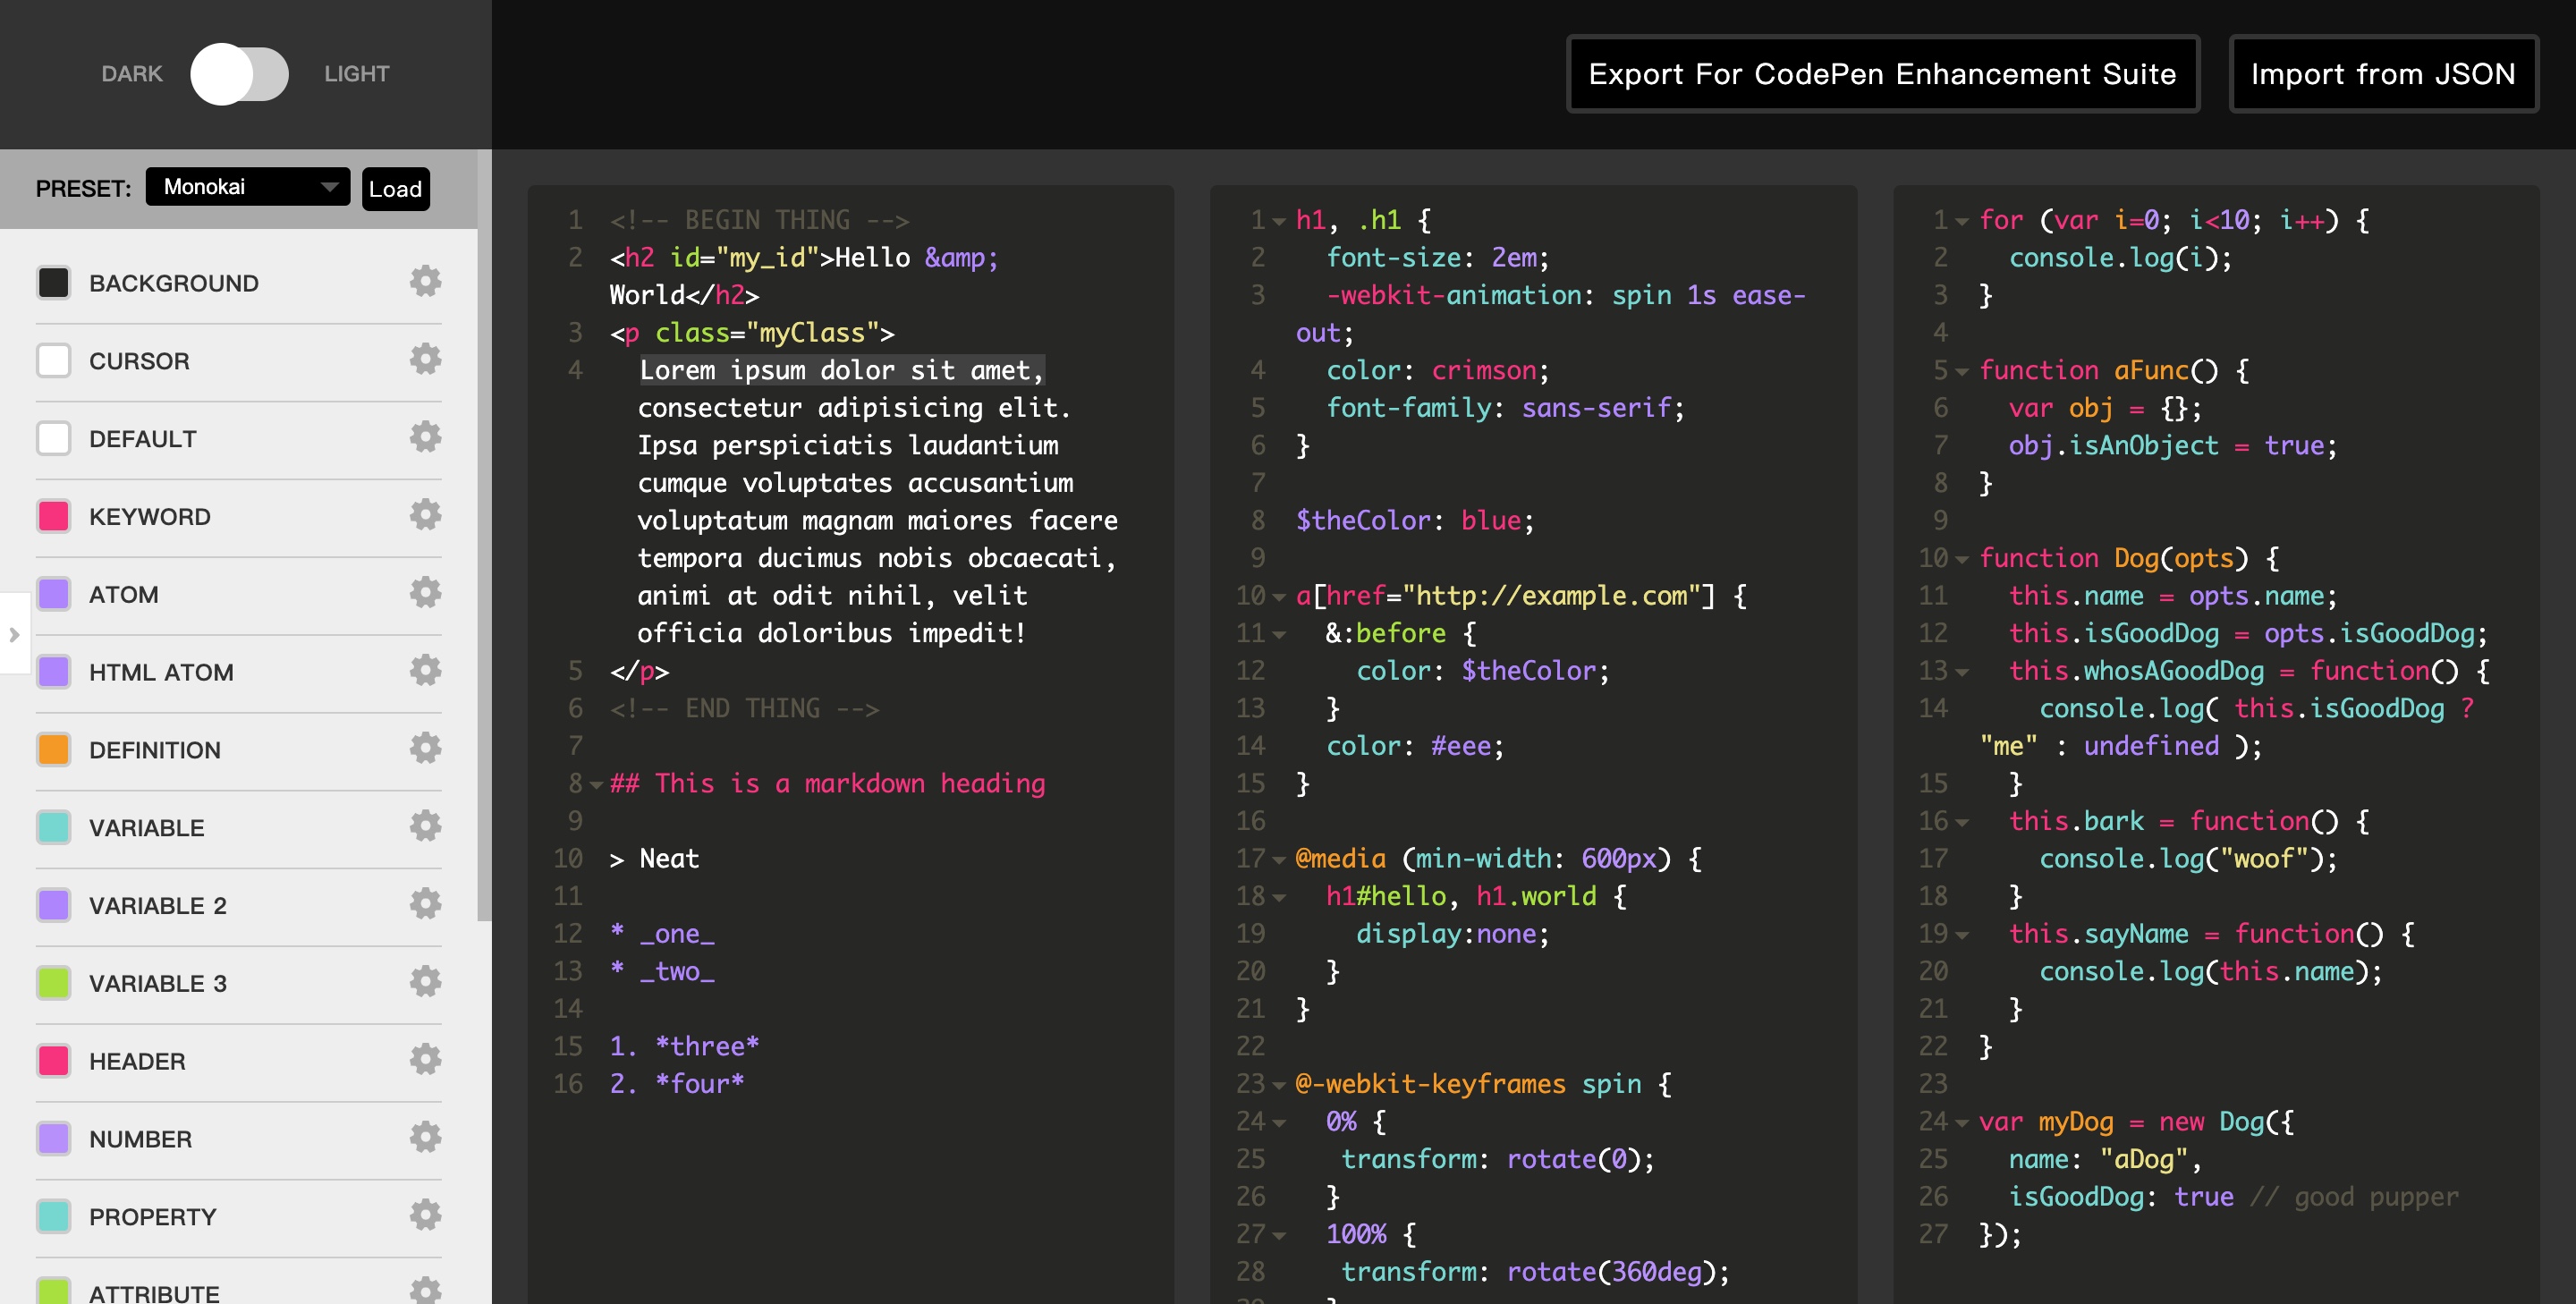 DARK LIGHT
Export For CodePen Enhancement Suite
Import from JSON
PRESET: Monokai Load
BACKGROUND
CURSOR
DEFAULT
KEYWORD
ATOM
HTML ATOM
DEFINITION
VARIABLE
VARIABLE 2
VARIABLE 3
HEADER
NUMBER
PROPERTY
ATTRIBUTE
1 <!-- BEGIN THING -->
2 <h2 id="my_id">Hello &amp;
World</h2>
3 <p class="myClass">
4 Lorem ipsum dolor sit amet,
consectetur adipisicing elit.
Ipsa perspiciatis laudantium
cumque voluptates accusantium
voluptatum magnam maiores facere
tempora ducimus nobis obcaecati,
animi at odit nihil, velit
officia doloribus impedit!
5 </p>
6 <!-- END THING -->
7
8 ## This is a markdown heading
9
10 > Neat
11
12 * _one_
13 * _two_
14
15 1. *three*
16 2. *four*
1 h1, .h1 {
2 font-size: 2em;
3 -webkit-animation: spin 1s ease-
out;
4 color: crimson;
5 font-family: sans-serif;
6 }
7
8 $theColor: blue;
9
10 a[href="http://example.com"] {
11 &:before {
12 color: $theColor;
13 }
14 color: #eee;
15 }
16
17 @media (min-width: 600px) {
18 h1#hello, h1.world {
19 display:none;
20 }
21 }
22
23 @-webkit-keyframes spin {
24 0% {
25 transform: rotate(0);
26 }
27 100% {
28 transform: rotate(360deg);
1 for (var i=0; i<10; i++) {
2 console.log(i);
3 }
4
5 function aFunc() {
6 var obj = {};
7 obj.isAnObject = true;
8 }
9
10 function Dog(opts) {
11 this.name = opts.name;
12 this.isGoodDog = opts.isGoodDog;
13 this.whosAGoodDog = function() {
14 console.log( this.isGoodDog ?
"me" : undefined );
15 }
16 this.bark = function() {
17 console.log("woof");
18 }
19 this.sayName = function() {
20 console.log(this.name);
21 }
22 }
23
24 var myDog = new Dog({
25 name: "aDog",
26 isGoodDog: true // good pupper
27 });